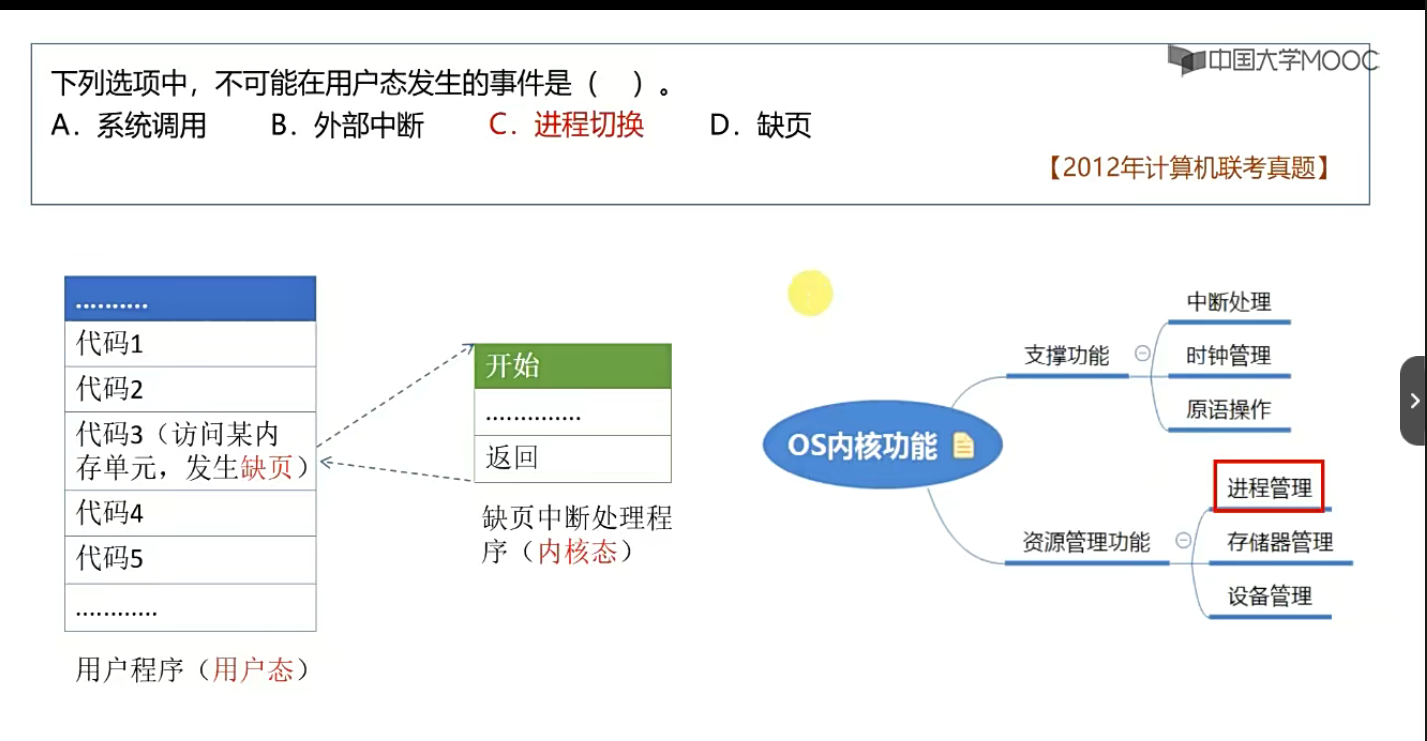 中国大学MOOC
下列选项中，不可能在用户态发生的事件是（ ）。
A．系统调用 B．外部中断 C．进程切换 D．缺页
【2012年计算机联考真题】
..........
代码1
代码2
代码3（访问某内
存单元，发生缺页）
代码4
代码5
............
用户程序（用户态）
开始
..............
返回
缺页中断处理程
序（内核态）
OS内核功能
支撑功能
中断处理
时钟管理
原语操作
资源管理功能
进程管理
存储器管理
设备管理